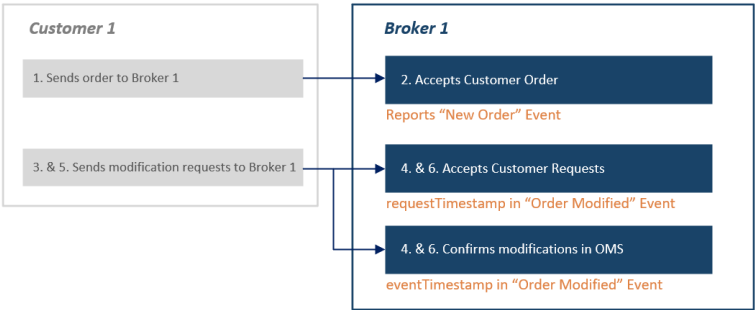 Customer 1
Broker 1
1. Sends order to Broker 1
2. Accepts Customer Order
Reports “New Order” Event
3. & 5. Sends modification requests to Broker 1
4. & 6. Accepts Customer Requests
requestTimestamp in “Order Modified” Event
4. & 6. Confirms modifications in OMS
eventTimestamp in “Order Modified” Event